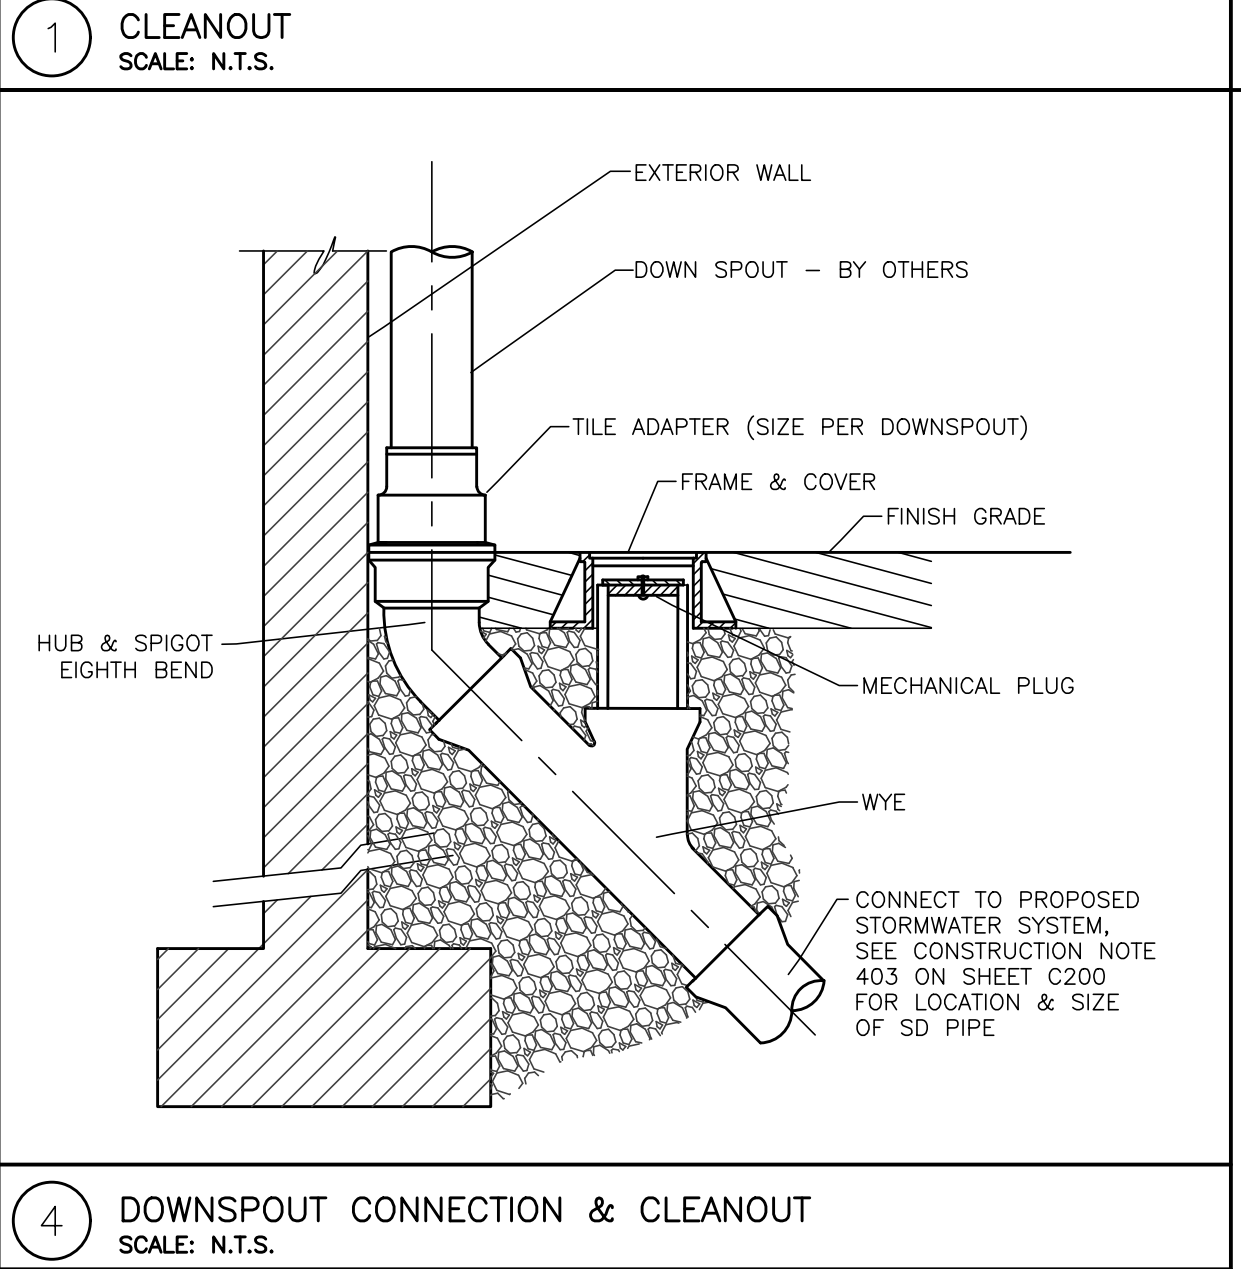 1
CLEANOUT
SCALE: N.T.S.
EXTERIOR WALL
DOWN SPOUT – BY OTHERS
TILE ADAPTER (SIZE PER DOWNSPOUT)
FRAME & COVER
FINISH GRADE
HUB & SPIGOT
EIGHTH BEND
MECHANICAL PLUG
WYE
CONNECT TO PROPOSED
STORMWATER SYSTEM,
SEE CONSTRUCTION NOTE
403 ON SHEET C200
FOR LOCATION & SIZE
OF SD PIPE
4
DOWNSPOUT CONNECTION & CLEANOUT
SCALE: N.T.S.